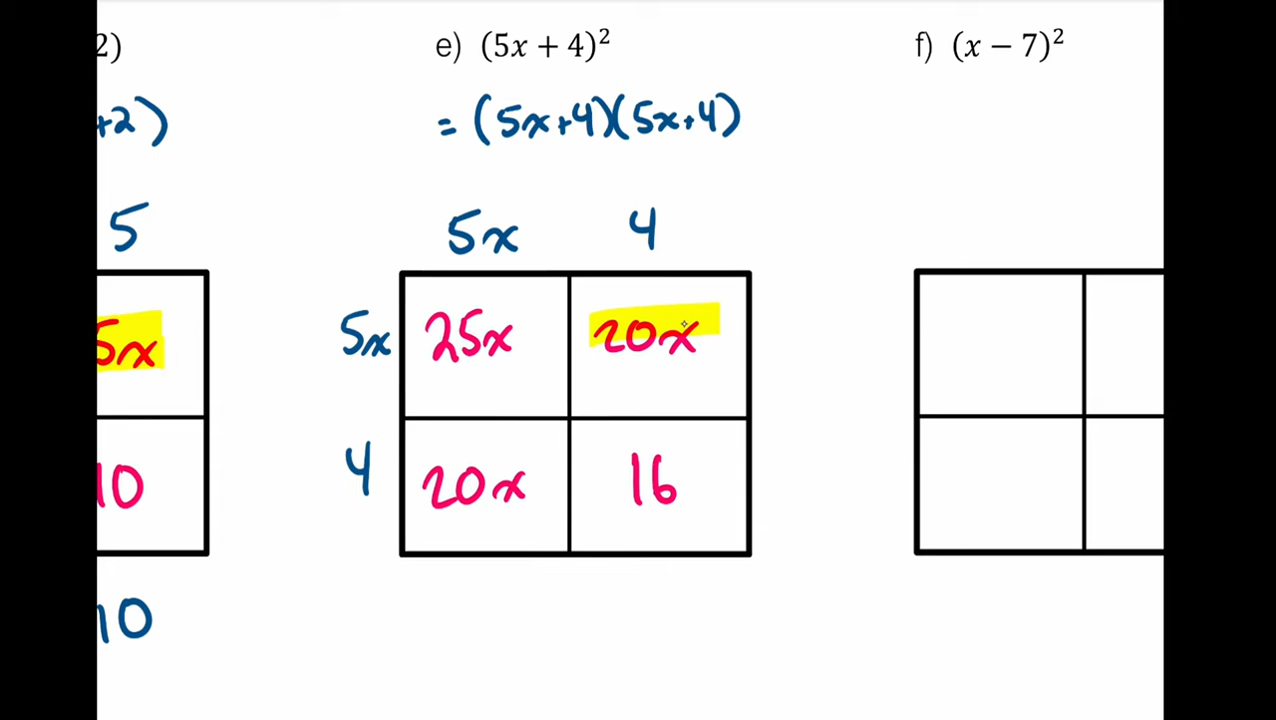 2)
e) (5x + 4)²
f) (x − 7)²
+2)
= (5x+4)(5x+4)
5
5x 4
5x
5x 25x 20x
10
4 20x 16
10